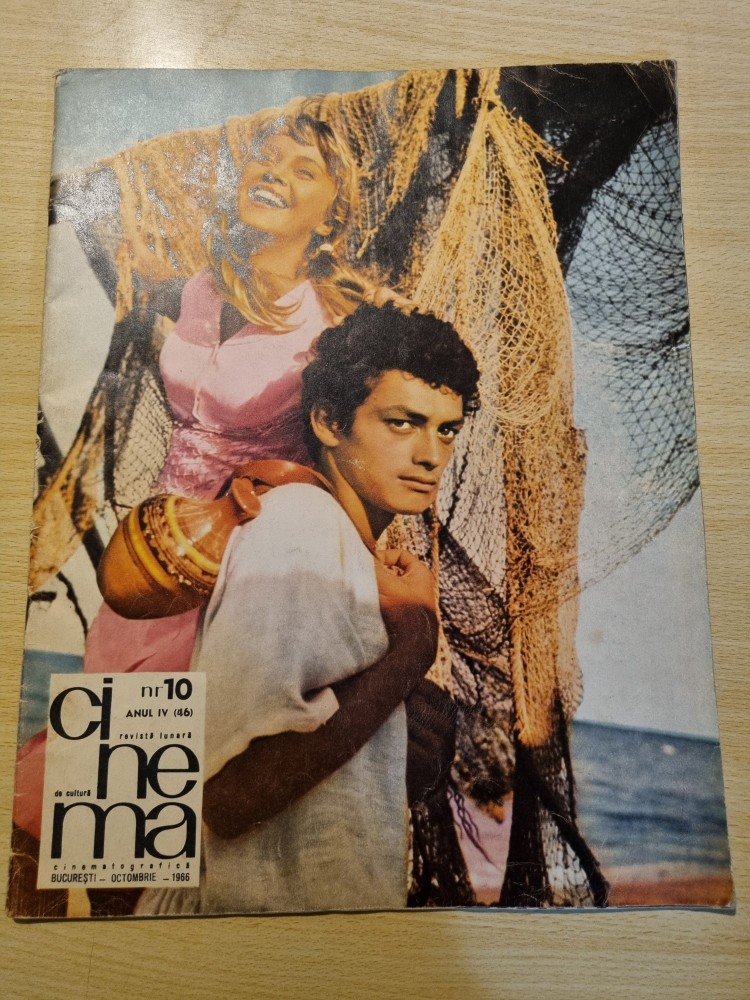 ci
nr 10
ANUL IV (46)
revistă lunară
ne
de cultură
ma
cinematografică
BUCUREȘTI – OCTOMBRIE – 1966